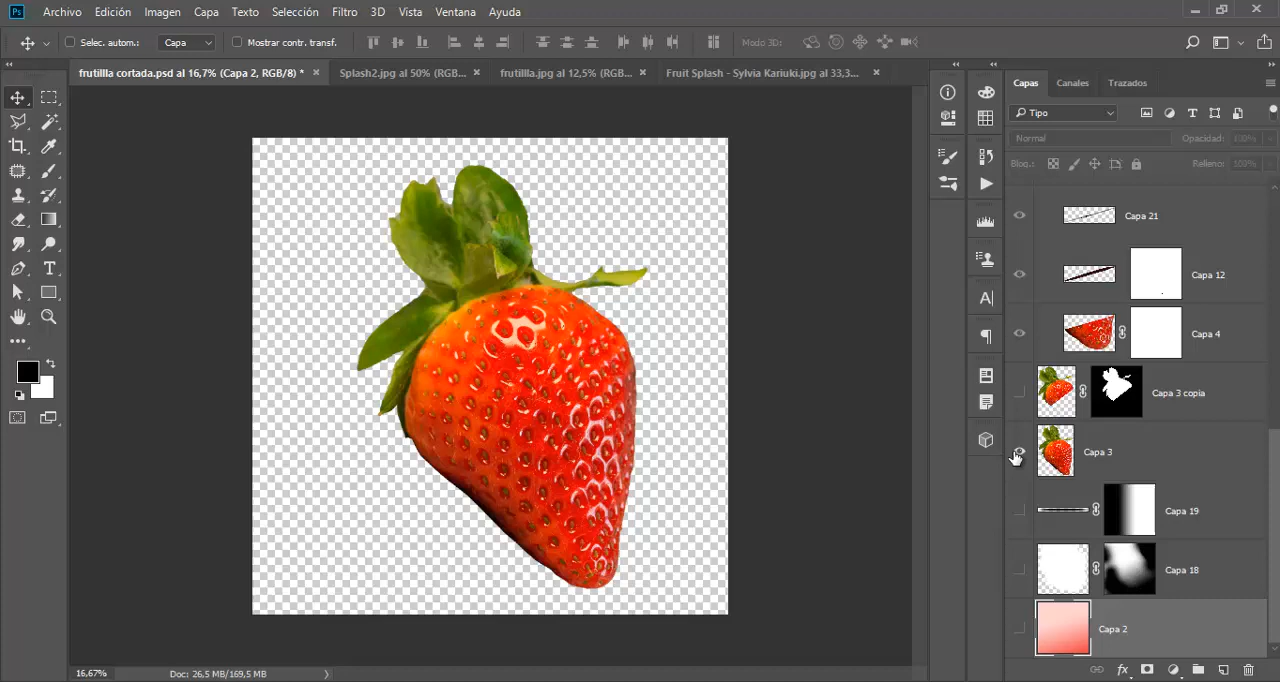 Ps Archivo Edición Imagen Capa Texto Selección Filtro 3D Vista Ventana Ayuda
Selec. autom.: Capa Mostrar contr. transf. Modo 3D:
frutillla cortada.psd al 16,7% (Capa 2, RGB/8) * × Splash2.jpg al 50% (RGB... × frutillla.jpg al 12,5% (RGB... × Fruit Splash - Sylvia Kariuki.jpg al 33,3... ×
Capas Canales Trazados
Tipo
Normal Opacidad: 100%
Bloq.: Relleno: 100%
Capa 21
Capa 12
Capa 4
Capa 3 copia
Capa 3
Capa 19
Capa 18
Capa 2
16,67% Doc: 26,5 MB/169,5 MB